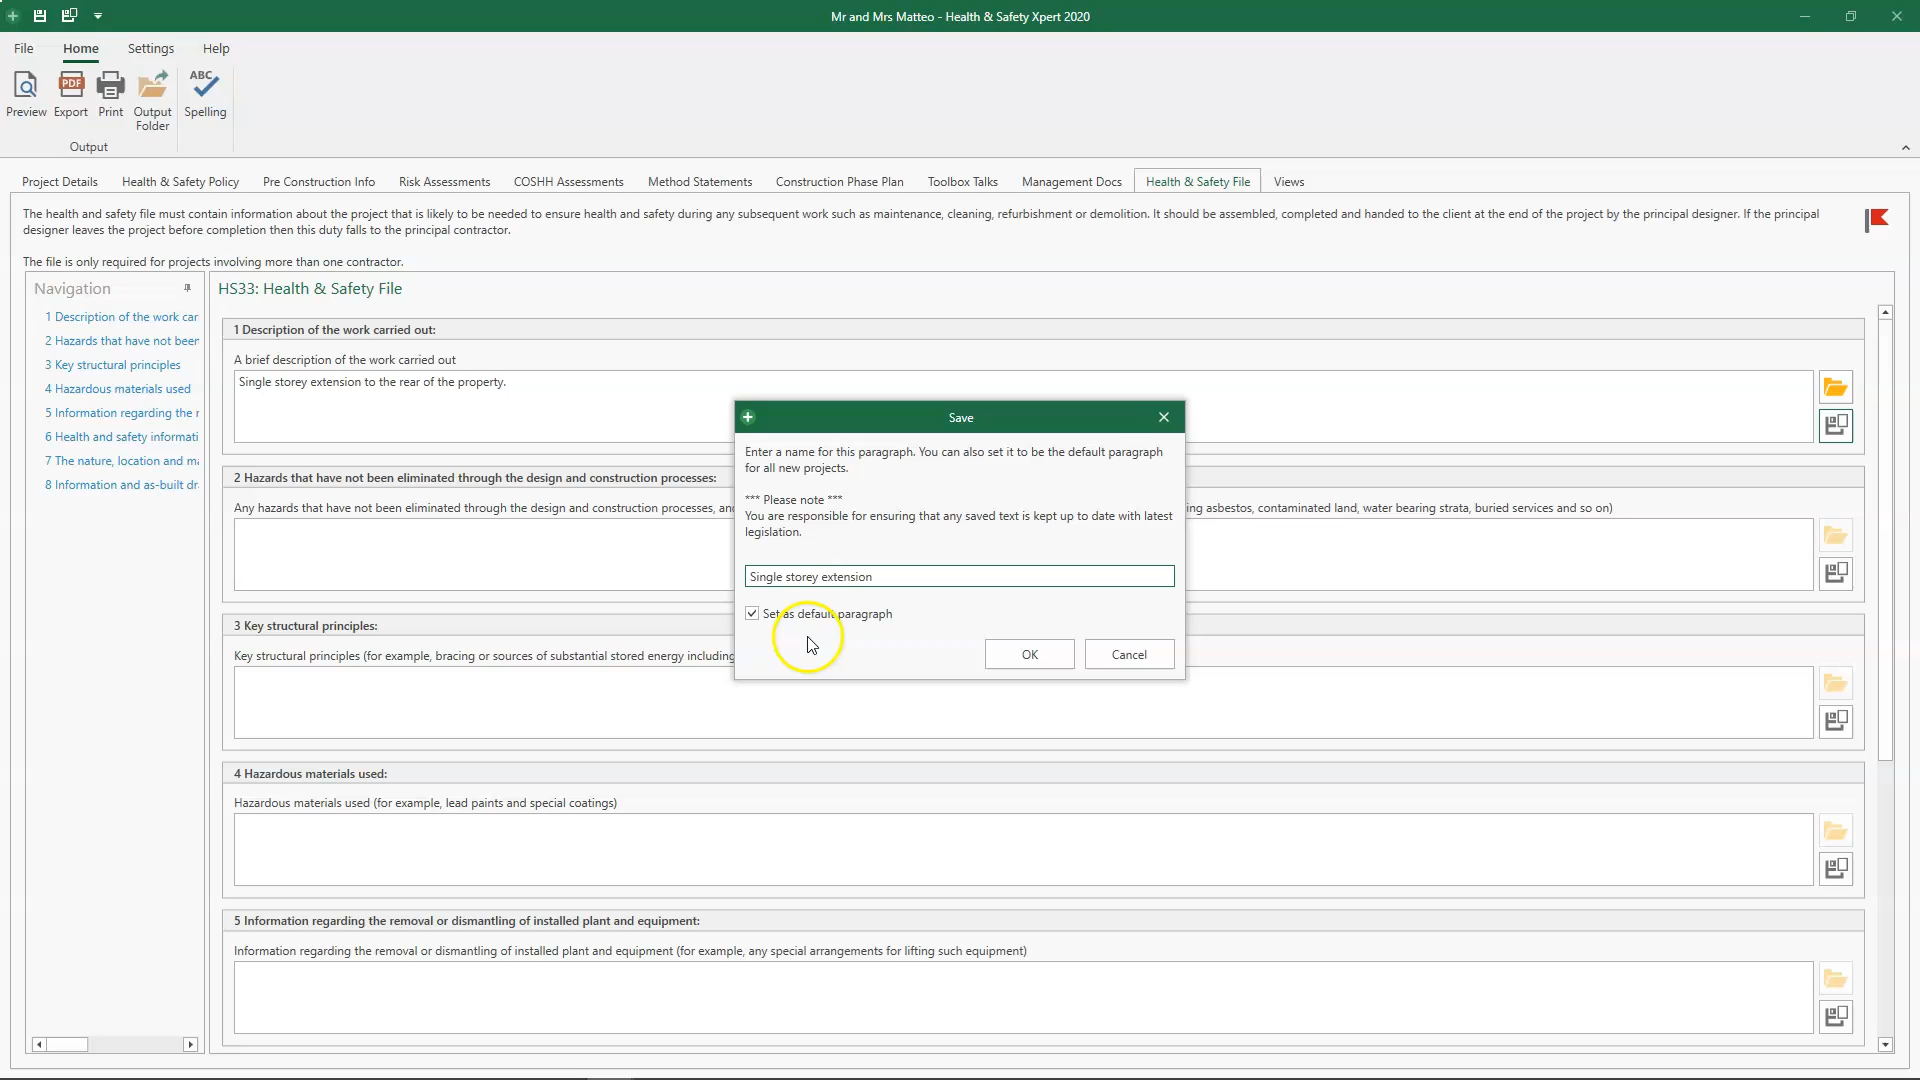 Mr and Mrs Matteo - Health & Safety Xpert 2020
File Home Settings Help
Preview Export Print Output Folder
ABC
PDF
Spelling
Output
Project Details Health & Safety Policy Pre Construction Info Risk Assessments COSHH Assessments Method Statements Construction Phase Plan Toolbox Talks Management Docs Health & Safety File Views
The health and safety file must contain information about the project that is likely to be needed to ensure health and safety during any subsequent work such as maintenance, cleaning, refurbishment or demolition. It should be assembled, completed and handed to the client at the end of the project by the principal designer. If the principal
designer leaves the project before completion then this duty falls to the principal contractor.
The file is only required for projects involving more than one contractor.
Navigation
1 Description of the work car
2 Hazards that have not been
3 Key structural principles
4 Hazardous materials used
5 Information regarding the r
6 Health and safety informati
7 The nature, location and ma
8 Information and as-built dr
HS33: Health & Safety File
1 Description of the work carried out:
A brief description of the work carried out
Single storey extension to the rear of the property.
2 Hazards that have not been eliminated through the design and construction processes:
Any hazards that have not been eliminated through the design and construction processes, an
ing asbestos, contaminated land, water bearing strata, buried services and so on)
3 Key structural principles:
Key structural principles (for example, bracing or sources of substantial stored energy including
4 Hazardous materials used:
Hazardous materials used (for example, lead paints and special coatings)
5 Information regarding the removal or dismantling of installed plant and equipment:
Information regarding the removal or dismantling of installed plant and equipment (for example, any special arrangements for lifting such equipment)
Save
Enter a name for this paragraph. You can also set it to be the default paragraph
for all new projects.
*** Please note ***
You are responsible for ensuring that any saved text is kept up to date with latest
legislation.
Single storey extension
Set as default paragraph
OK Cancel